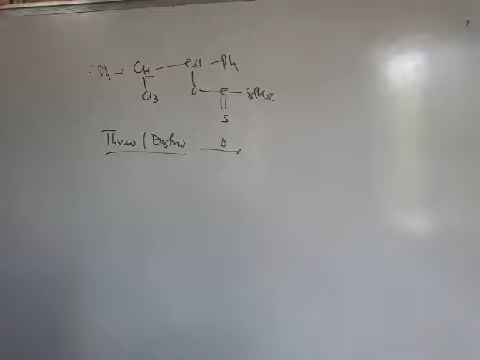 Ph - CH - CH - Ph
CH3 O - C - SMe
S
Threo / Erythro Δ